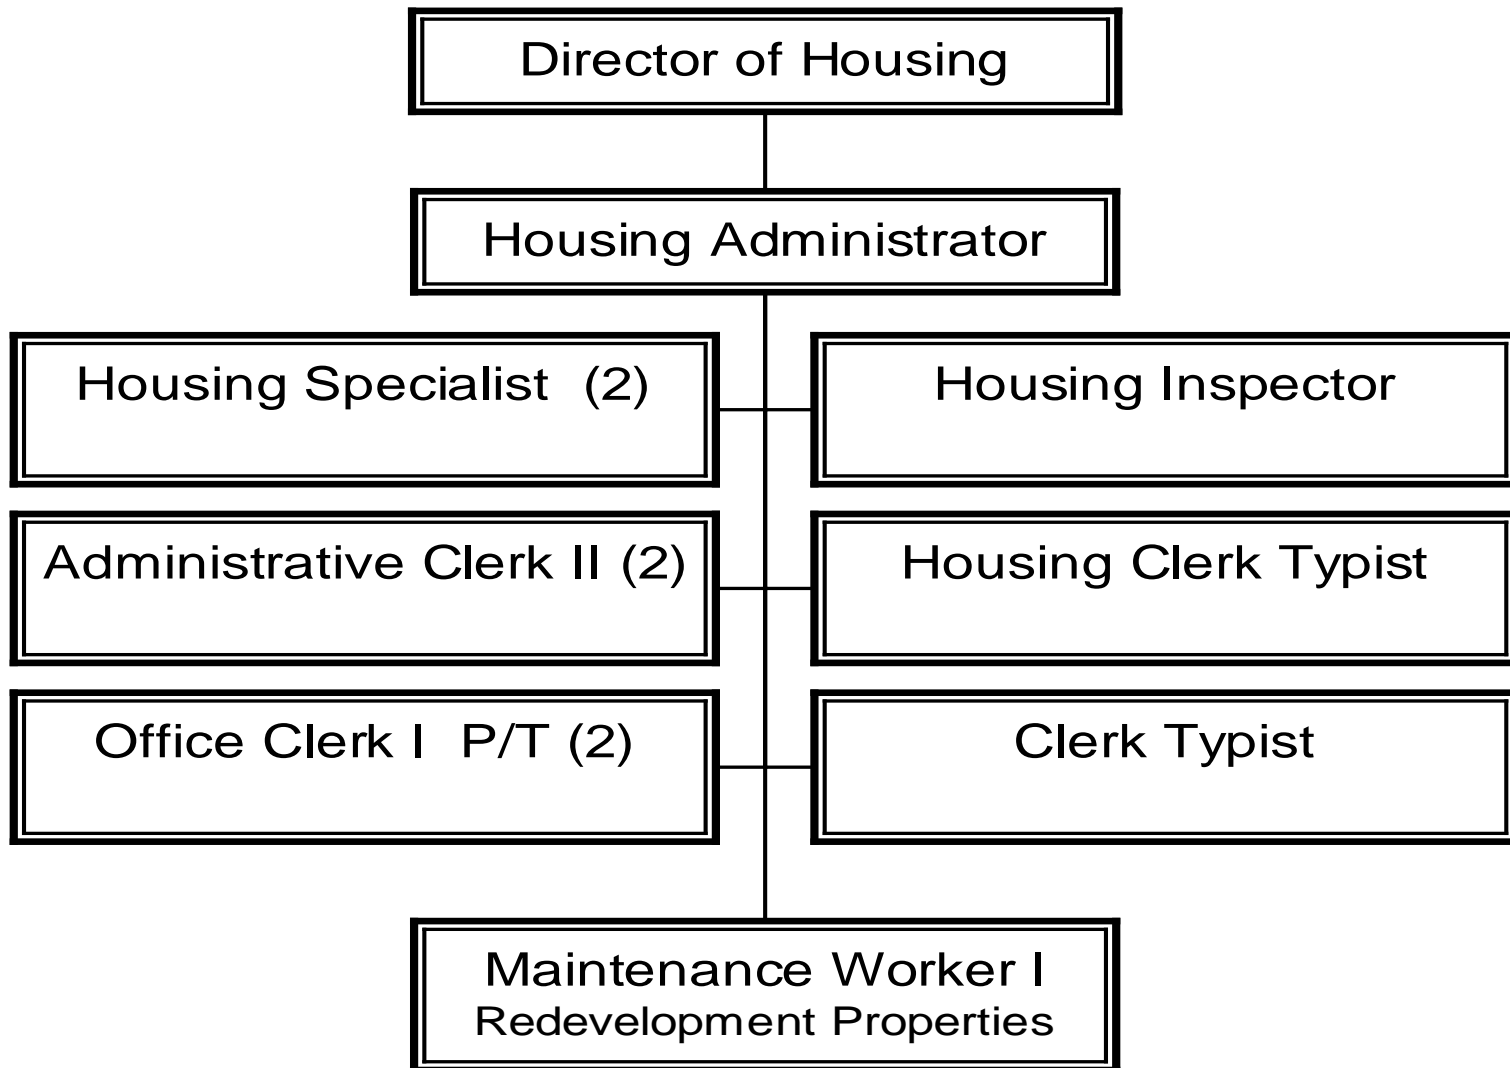 Director of Housing
Housing Administrator
Housing Specialist  (2)
Housing Inspector
Administrative Clerk II (2)
Housing Clerk Typist
Office Clerk I  P/T (2)
Clerk Typist
Maintenance Worker I
Redevelopment Properties